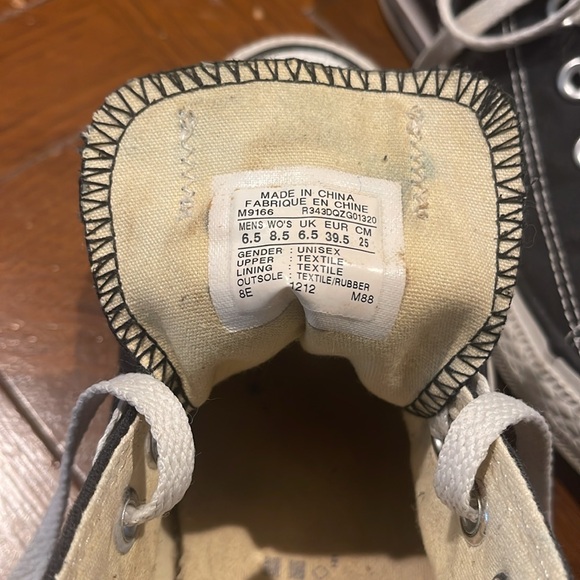 MADE IN CHINA
FABRIQUE EN CHINE
M9166 R343DQZG01320
MENS WO'S UK EUR CM
6.5 8.5 6.5 39.5 25
GENDER : UNISEX
UPPER : TEXTILE
LINING : TEXTILE
OUTSOLE : TEXTILE/RUBBER
8E 1212 M88